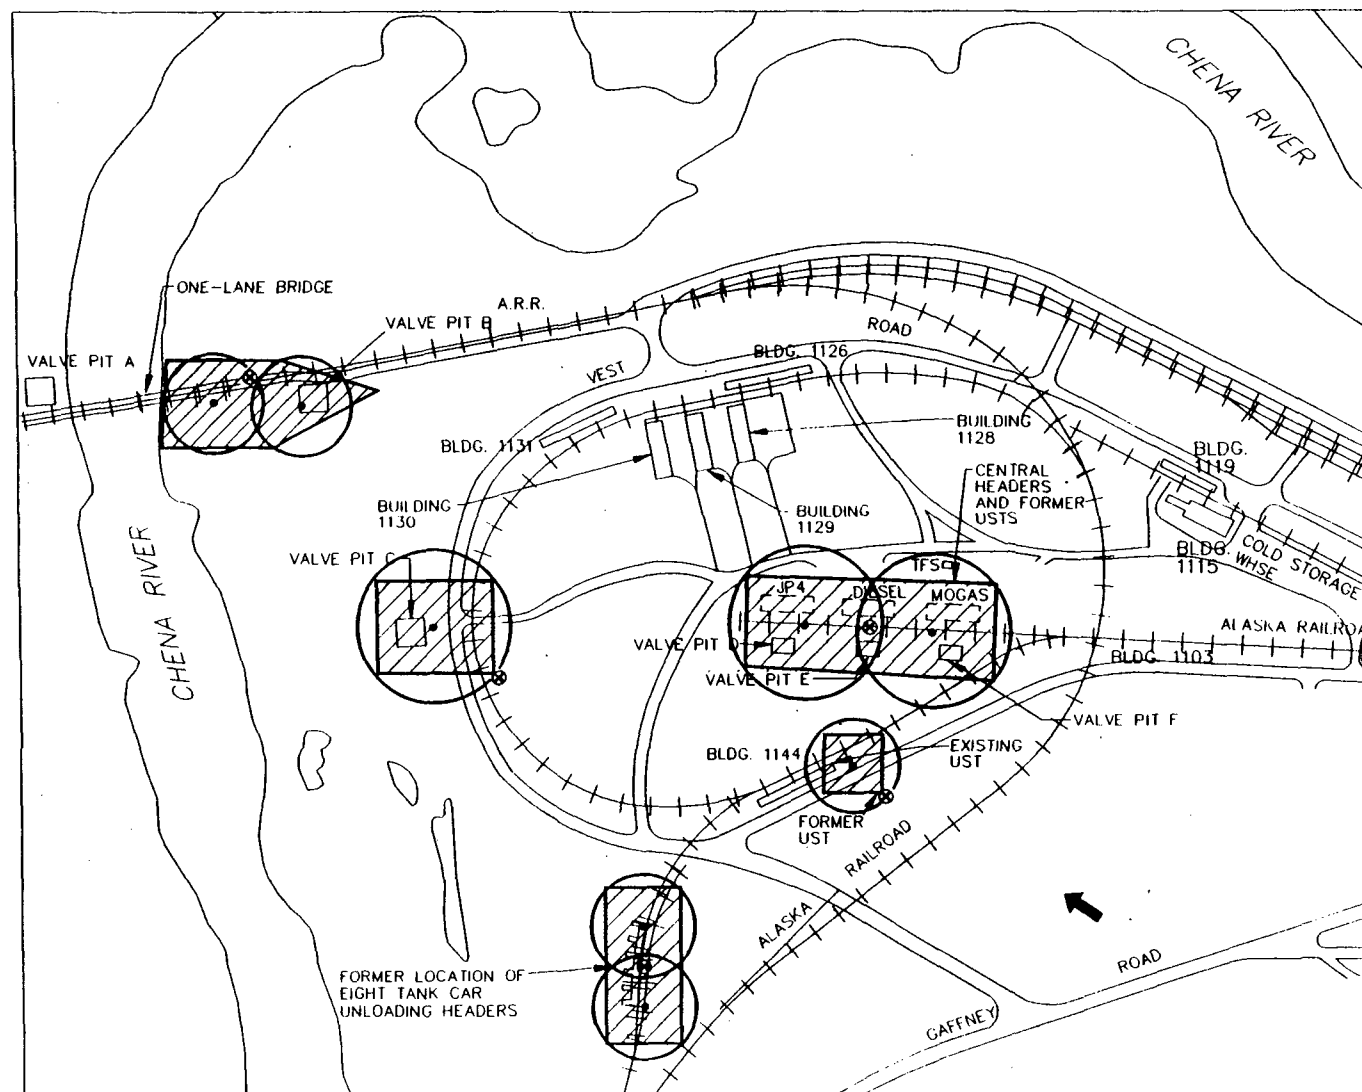 CHENA RIVER
ONE-LANE BRIDGE
A.R.R.
VALVE PIT B
ROAD
VALVE PIT A
BLDG. 1126
VEST
BUILDING
1128
BLDG. 1131
BLDG.
1119
CENTRAL
HEADERS
AND FORMER
USTS
BUILDING
1130
BUILDING
1129
COLD STORAGE
WHSE
BLDG.
1115
VALVE PIT C
TFS
JP4
DIESEL
MOGAS
CHENA RIVER
ALASKA RAILROA
VALVE PIT D
BLDG. 1103
VALVE PIT E
VALVE PIT F
BLDG. 1144
EXISTING
UST
FORMER
UST
RAILROAD
ALASKA
ROAD
FORMER LOCATION OF
EIGHT TANK CAR
UNLOADING HEADERS
GAFFNEY